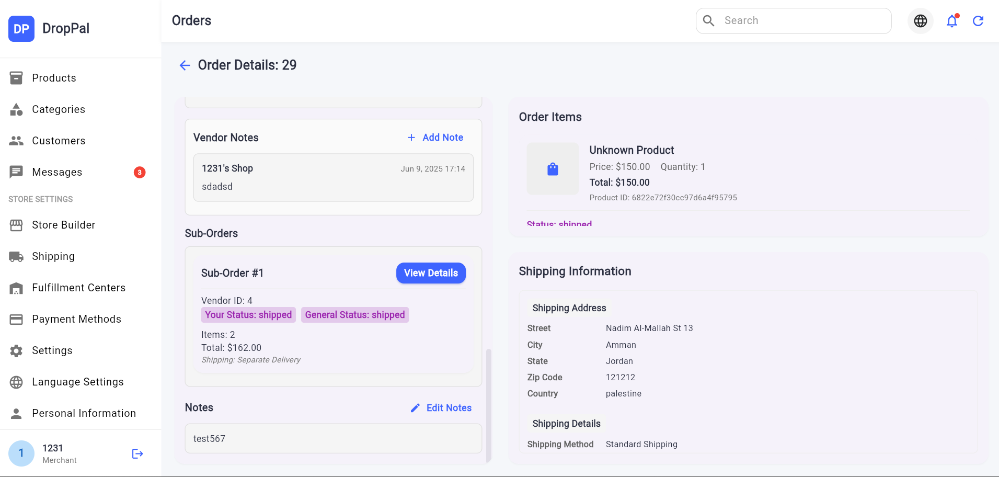 DP DropPal
Products
Categories
Customers
Messages 3
STORE SETTINGS
Store Builder
Shipping
Fulfillment Centers
Payment Methods
Settings
Language Settings
Personal Information
1 1231
Merchant
Orders
Search
Order Details: 29
Vendor Notes
Add Note
1231's Shop
Jun 9, 2025 17:14
sdadsd
Sub-Orders
Sub-Order #1
View Details
Vendor ID: 4
Your Status: shipped General Status: shipped
Items: 2
Total: $162.00
Shipping: Separate Delivery
Notes
Edit Notes
test567
Order Items
Unknown Product
Price: $150.00 Quantity: 1
Total: $150.00
Product ID: 6822e72f30cc97d6a4f95795
Status: shipped
Shipping Information
Shipping Address
Street Nadim Al-Mallah St 13
City Amman
State Jordan
Zip Code 121212
Country palestine
Shipping Details
Shipping Method Standard Shipping